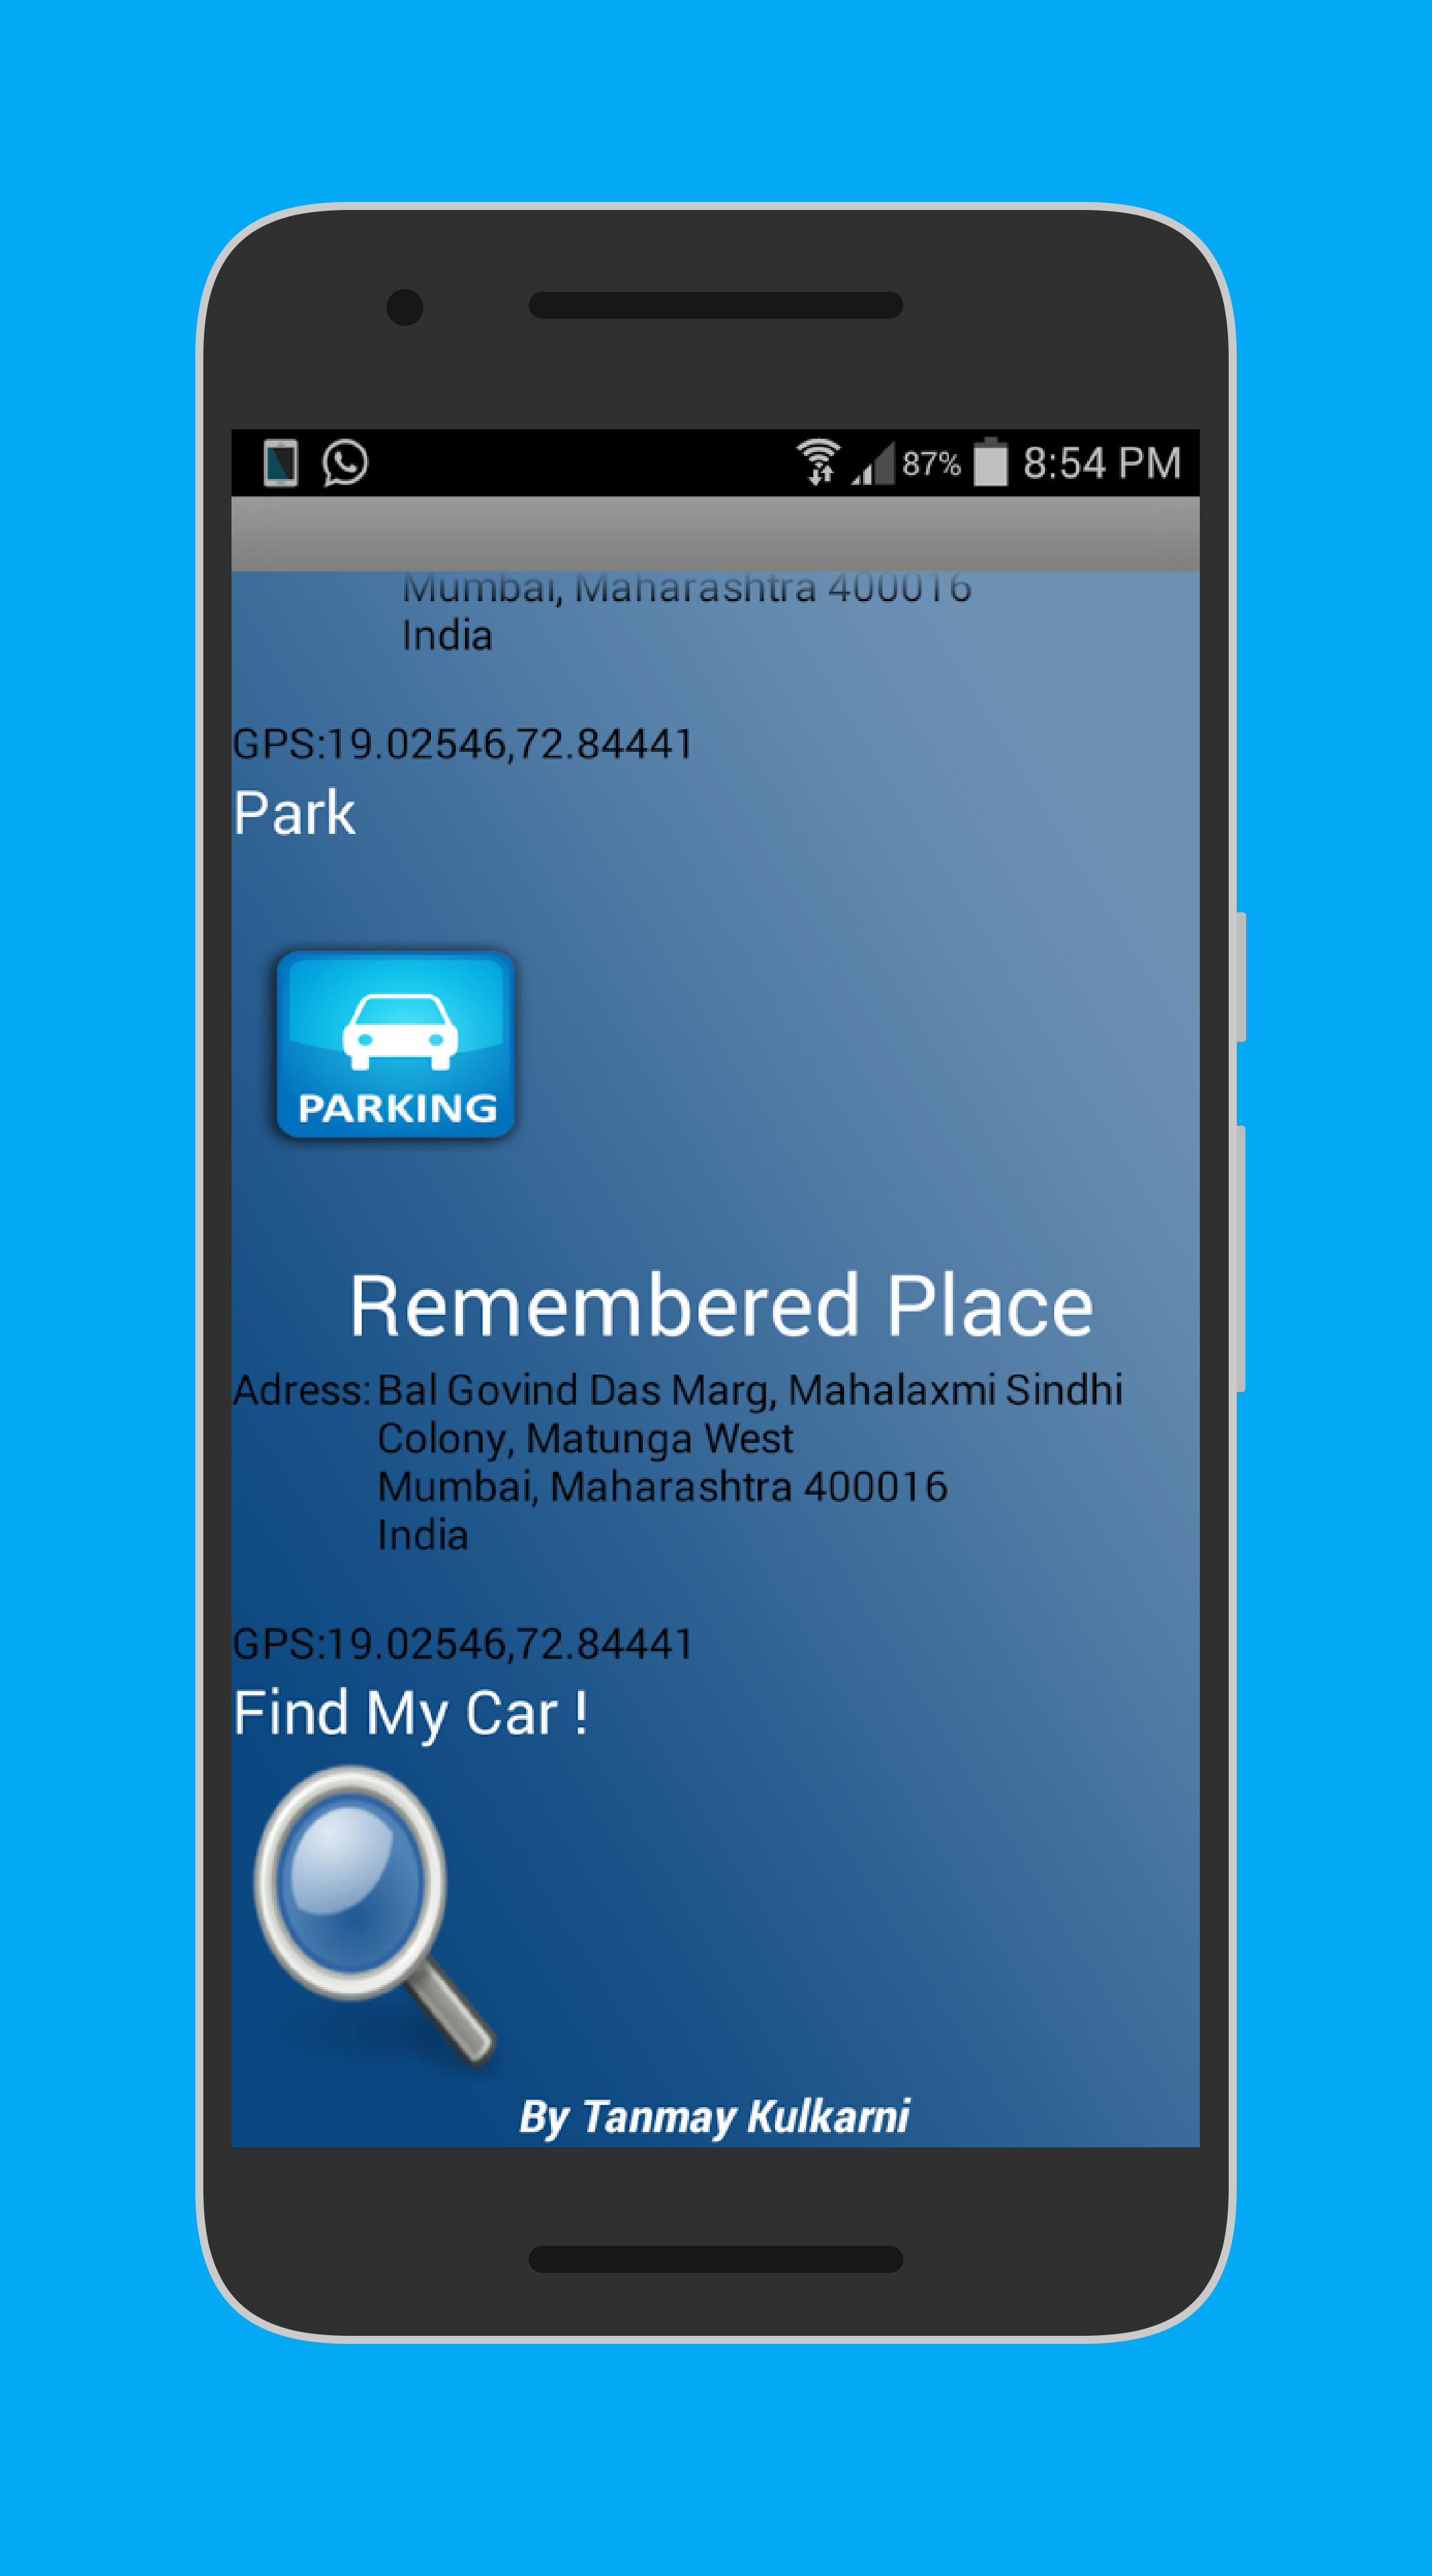 87% 8:54 PM
Mumbai, Maharashtra 400016
India
GPS:19.02546,72.84441
Park
PARKING
Remembered Place
Adress: Bal Govind Das Marg, Mahalaxmi Sindhi
Colony, Matunga West
Mumbai, Maharashtra 400016
India
GPS:19.02546,72.84441
Find My Car !
By Tanmay Kulkarni